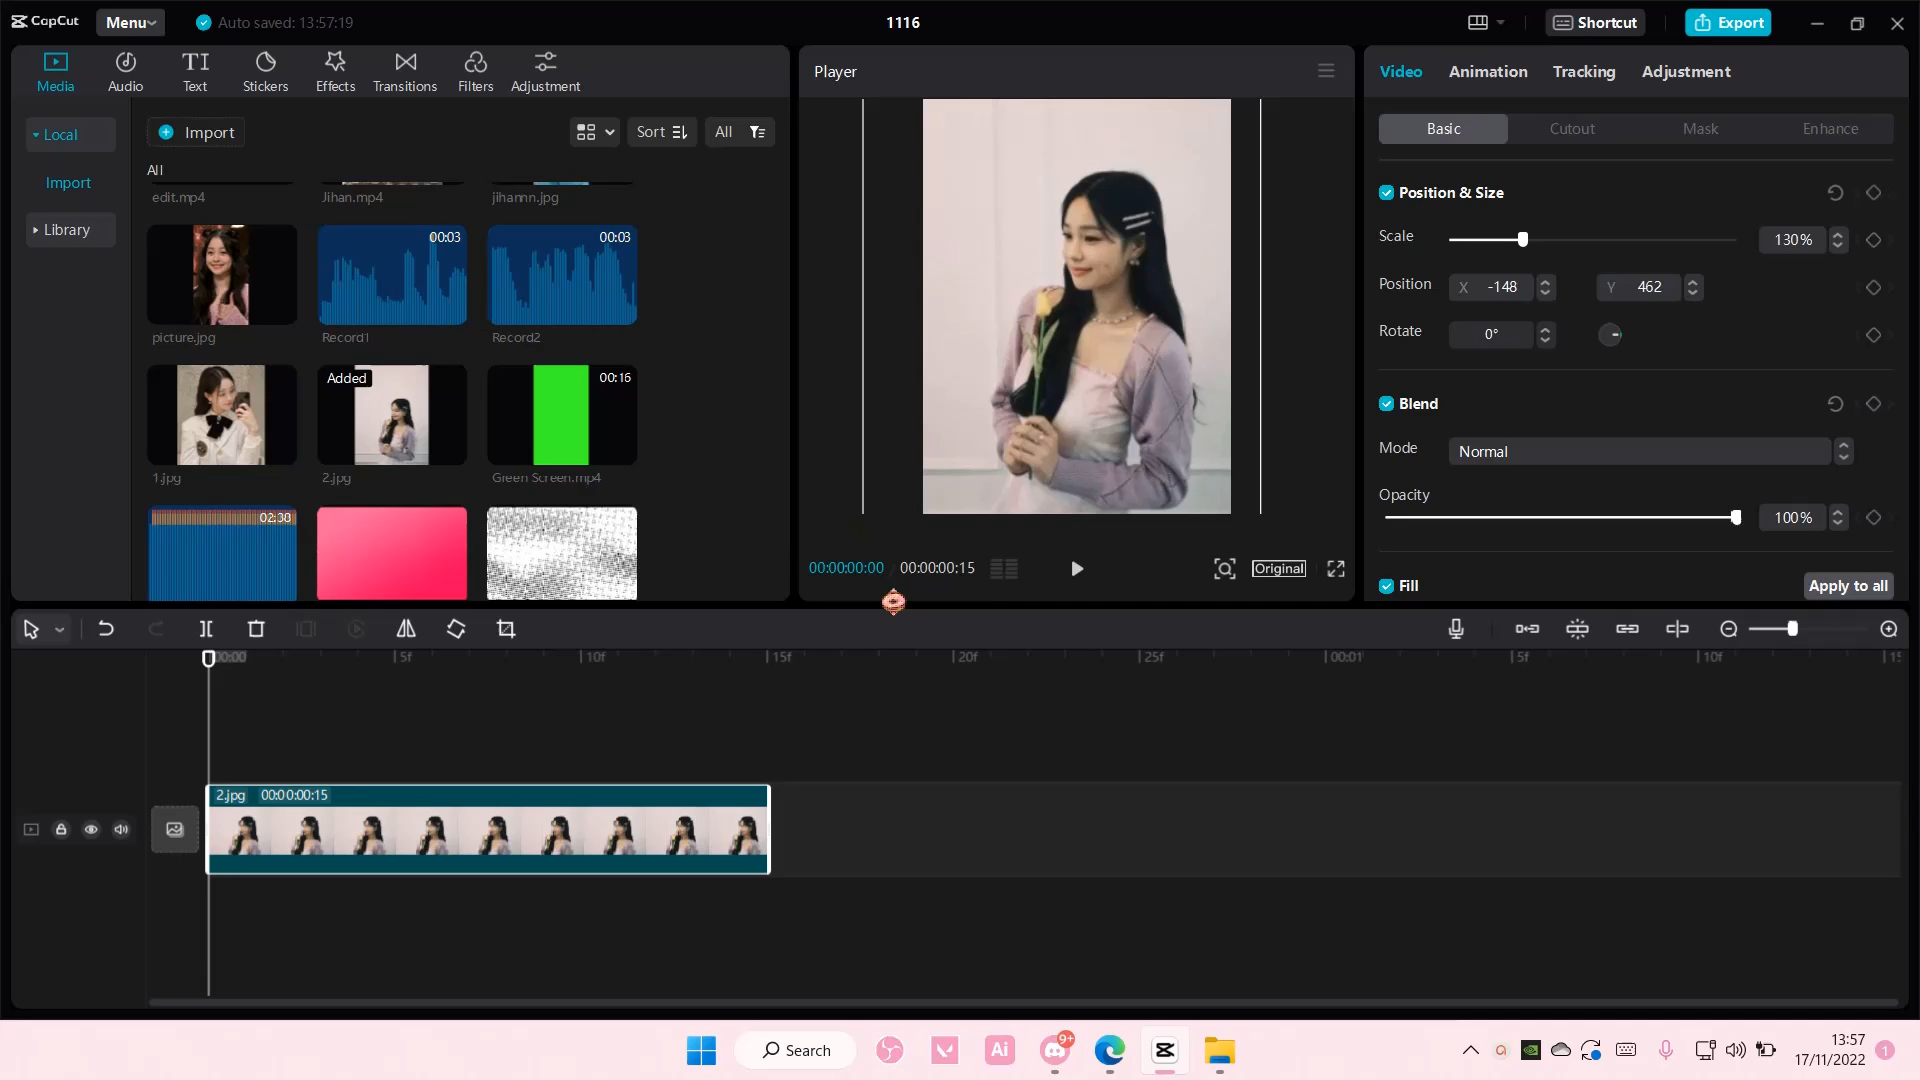 CapCut
Menu
Auto saved: 13:57:19
1116
Shortcut
Export
Media
Audio
Text
Stickers
Effects
Transitions
Filters
Adjustment
Local
Import
Library
Import
Sort
All
All
edit.mp4
Jihan.mp4
jihannn.jpg
picture.jpg
00:03
Record1
00:03
Record2
1.jpg
Added
2.jpg
00:16
Green Screen.mp4
02:38
Player
00:00:00:00
00:00:00:15
Original
Video
Animation
Tracking
Adjustment
Basic
Cutout
Mask
Enhance
Position & Size
Scale
130%
Position
X -148
Y 462
Rotate
0°
Blend
Mode
Normal
Opacity
100%
Fill
Apply to all
00:00
5f
10f
15f
20f
25f
00:01
5f
10f
2.jpg 00:00:00:15
Search
Ai
9+
13:57
17/11/2022
1